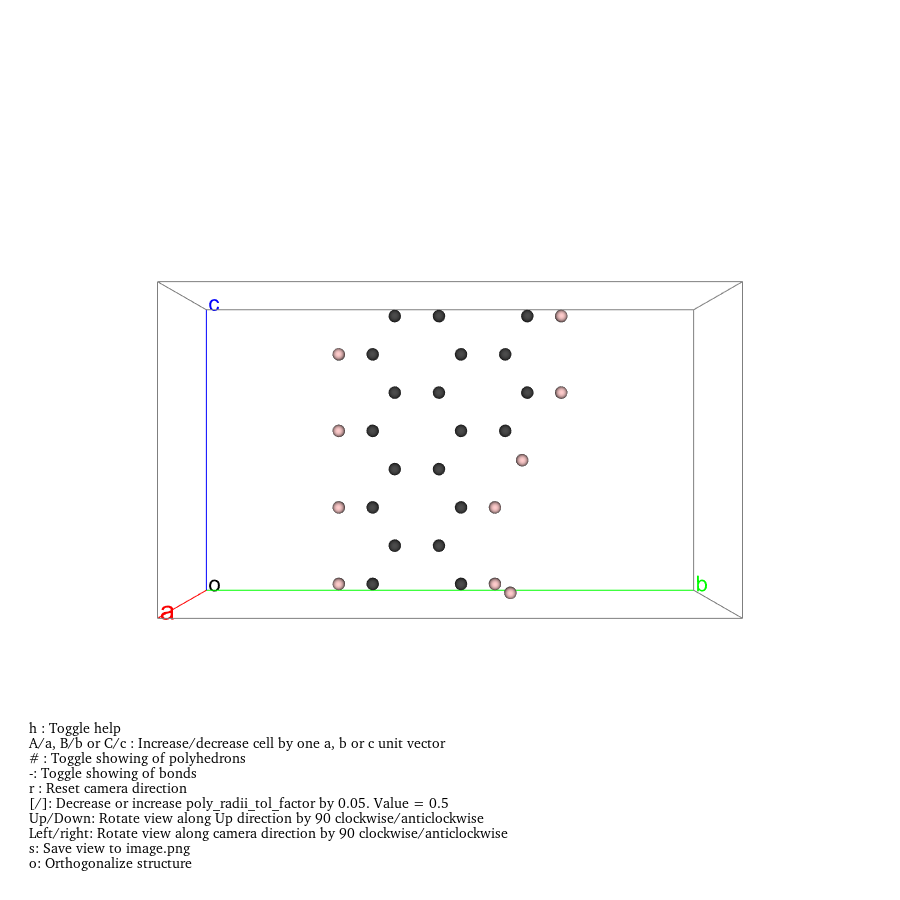 c
o
b
a
h : Toggle help
A/a, B/b or C/c : Increase/decrease cell by one a, b or c unit vector
# : Toggle showing of polyhedrons
-: Toggle showing of bonds
r : Reset camera direction
[/]: Decrease or increase poly_radii_tol_factor by 0.05. Value = 0.5
Up/Down: Rotate view along Up direction by 90 clockwise/anticlockwise
Left/right: Rotate view along camera direction by 90 clockwise/anticlockwise
s: Save view to image.png
o: Orthogonalize structure